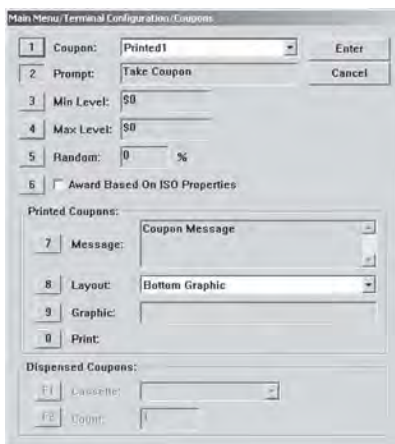 Main Menu/Terminal Configuration/Coupons
1 Coupon: Printed1 Enter
2 Prompt: Take Coupon Cancel
3 Min Level: $0
4 Max Level: $0
5 Random: 0 %
6 Award Based On ISO Properties
Printed Coupons:
7 Message: Coupon Message
8 Layout: Bottom Graphic
9 Graphic:
0 Print:
Dispensed Coupons:
F1 Cassette:
F2 Count: 1